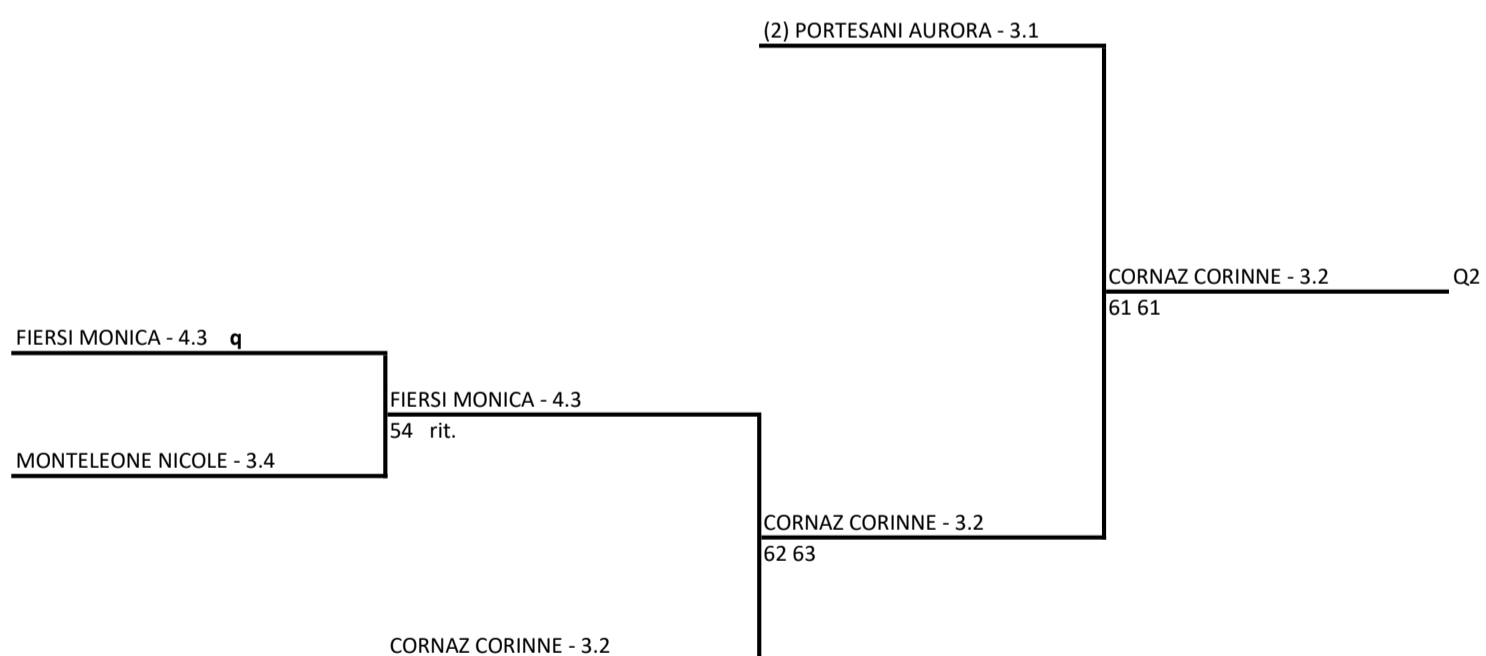 (2) PORTESANI AURORA - 3.1
CORNAZ CORINNE - 3.2 Q2
61 61
FIERSI MONICA - 4.3 q
FIERSI MONICA - 4.3
54 rit.
MONTELEONE NICOLE - 3.4
CORNAZ CORINNE - 3.2
62 63
CORNAZ CORINNE - 3.2